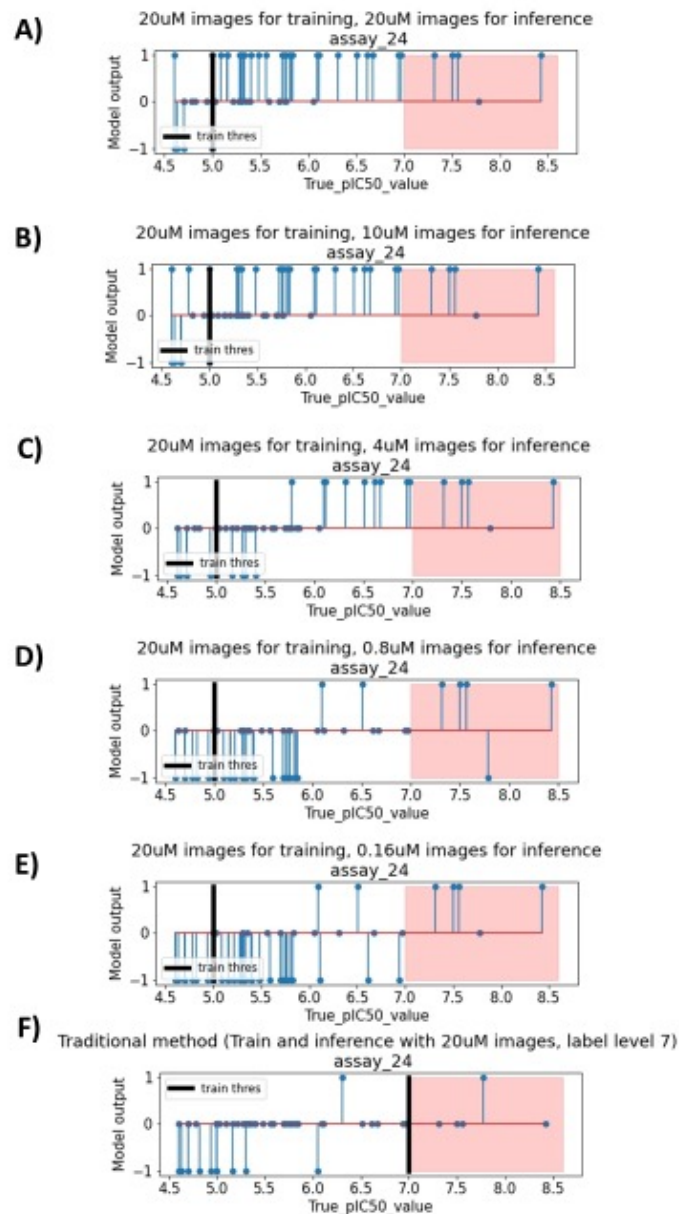 A)
20uM images for training, 20uM images for inference
assay_24
Model output
1
0
−1
train thres
4.5 5.0 5.5 6.0 6.5 7.0 7.5 8.0 8.5
True_pIC50_value
B)
20uM images for training, 10uM images for inference
assay_24
Model output
1
0
−1
train thres
4.5 5.0 5.5 6.0 6.5 7.0 7.5 8.0 8.5
True_pIC50_value
C)
20uM images for training, 4uM images for inference
assay_24
Model output
1
0
−1
train thres
4.5 5.0 5.5 6.0 6.5 7.0 7.5 8.0 8.5
True_pIC50_value
D)
20uM images for training, 0.8uM images for inference
assay_24
Model output
1
0
−1
train thres
4.5 5.0 5.5 6.0 6.5 7.0 7.5 8.0 8.5
True_pIC50_value
E)
20uM images for training, 0.16uM images for inference
assay_24
Model output
1
0
−1
train thres
4.5 5.0 5.5 6.0 6.5 7.0 7.5 8.0 8.5
True_pIC50_value
F)
Traditional method (Train and inference with 20uM images, label level 7)
assay_24
Model output
1
0
−1
train thres
4.5 5.0 5.5 6.0 6.5 7.0 7.5 8.0 8.5
True_pIC50_value